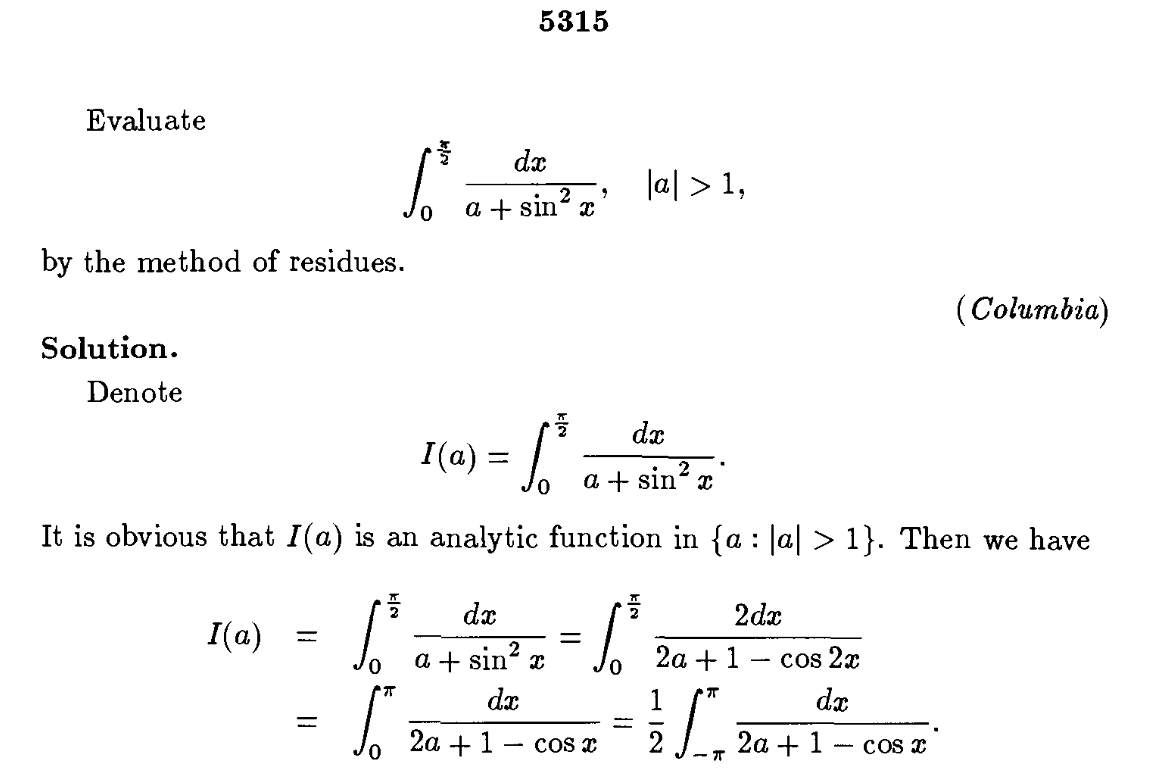 5315
Evaluate
\int_0^{\frac{\pi}{2}} \frac{dx}{a + \sin^2 x}, \quad |a| > 1,
by the method of residues.
(Columbia)
Solution.
Denote
I(a) = \int_0^{\frac{\pi}{2}} \frac{dx}{a + \sin^2 x}.
It is obvious that I(a) is an analytic function in {a : |a| > 1}. Then we have
I(a) = \int_0^{\frac{\pi}{2}} \frac{dx}{a + \sin^2 x} = \int_0^{\frac{\pi}{2}} \frac{2dx}{2a + 1 - \cos 2x}
= \int_0^{\pi} \frac{dx}{2a + 1 - \cos x} = \frac{1}{2} \int_{-\pi}^{\pi} \frac{dx}{2a + 1 - \cos x}.